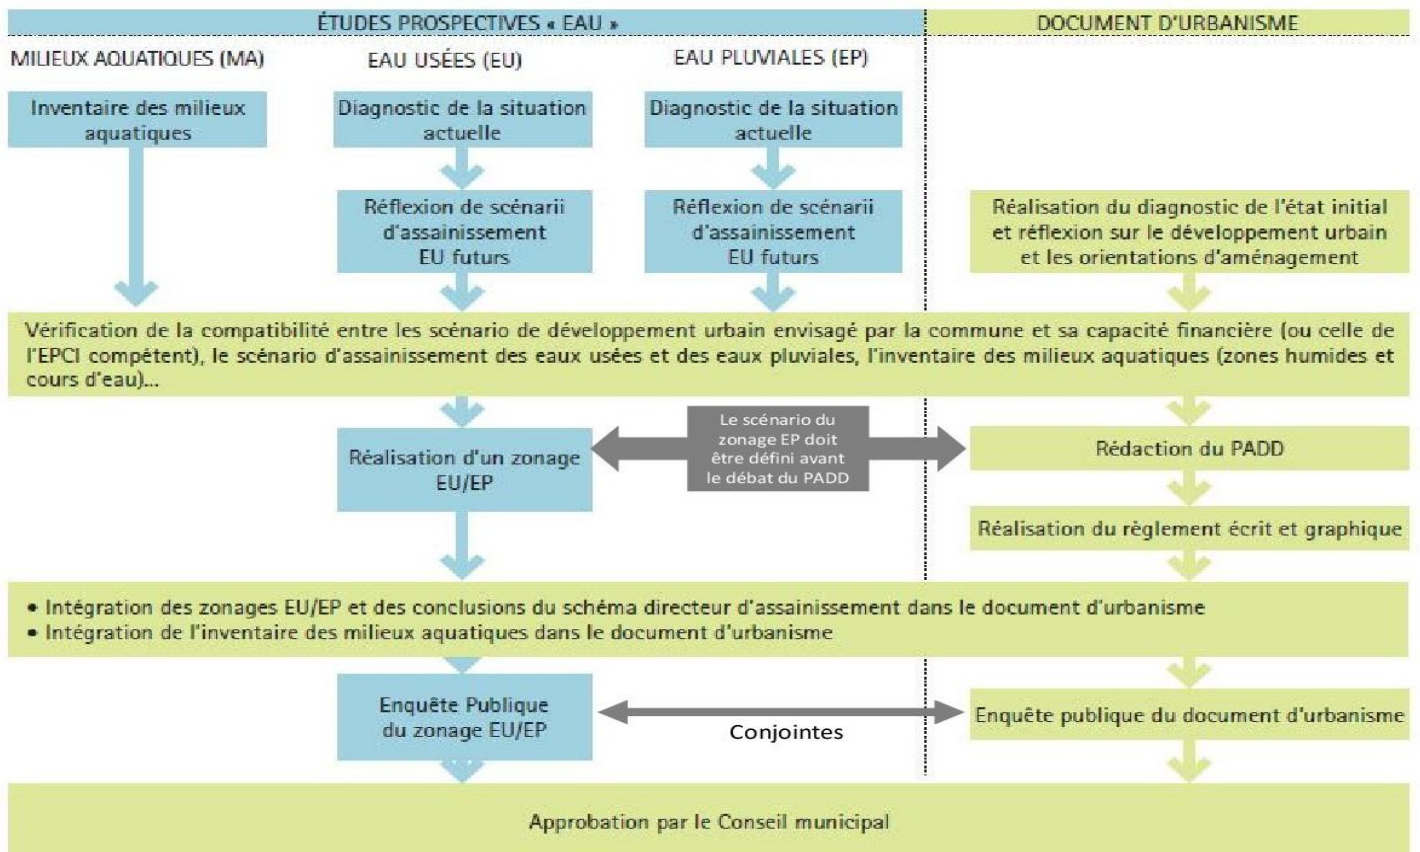 ÉTUDES PROSPECTIVES « EAU »
DOCUMENT D'URBANISME
MILIEUX AQUATIQUES (MA)
EAU USÉES (EU)
EAU PLUVIALES (EP)
Inventaire des milieux
aquatiques
Diagnostic de la situation
actuelle
Diagnostic de la situation
actuelle
Réflexion de scénarii
d'assainissement
EU futurs
Réflexion de scénarii
d'assainissement
EU futurs
Réalisation du diagnostic de l'état initial
et réflexion sur le développement urbain
et les orientations d'aménagement
Vérification de la compatibilité entre les scénario de développement urbain envisagé par la commune et sa capacité financière (ou celle de
l'EPCI compétent), le scénario d'assainissement des eaux usées et des eaux pluviales, l'inventaire des milieux aquatiques (zones humides et
cours d'eau)...
Réalisation d'un zonage
EU/EP
Le scénario du
zonage EP doit
être défini avant
le débat du PADD
Rédaction du PADD
Réalisation du règlement écrit et graphique
• Intégration des zonages EU/EP et des conclusions du schéma directeur d'assainissement dans le document d'urbanisme
• Intégration de l'inventaire des milieux aquatiques dans le document d'urbanisme
Enquête Publique
du zonage EU/EP
Conjointes
Enquête publique du document d'urbanisme
Approbation par le Conseil municipal